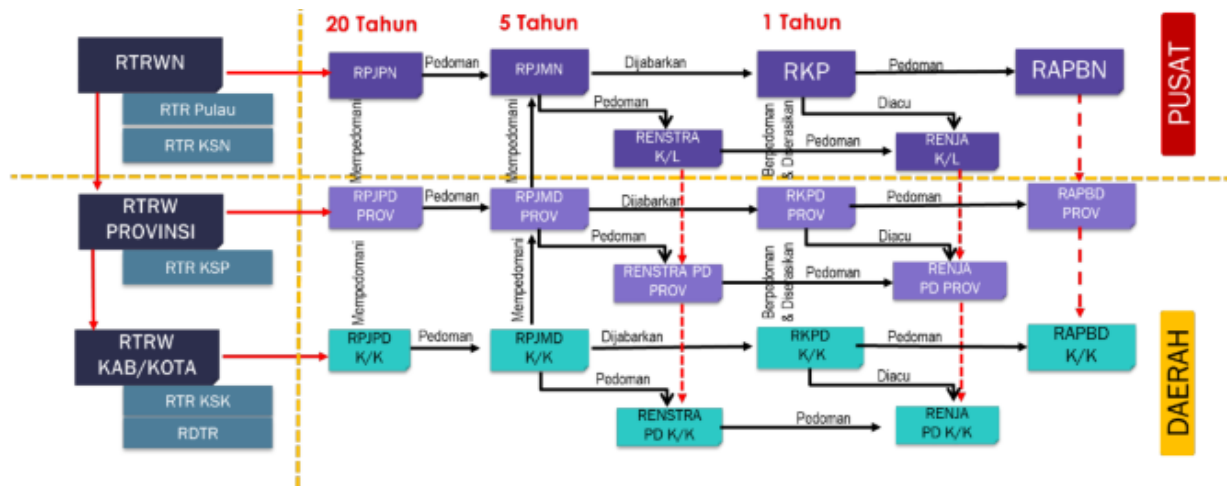 20 Tahun
5 Tahun
1 Tahun
RTRWN
RTR Pulau
RTR KSN
RPJPN
Pedoman
RPJMN
Dijabarkan
RKP
Pedoman
RAPBN
Pedoman
RENSTRA
K/L
Pedoman
Diacu
RENJA
K/L
PUSAT
Mempedomani
Mempedomani
Berpedoman
& Diserasikan
RTRW
PROVINSI
RTR KSP
RPJPD
PROV
Pedoman
RPJMD
PROV
Dijabarkan
RKPD
PROV
Pedoman
RAPBD
PROV
Pedoman
RENSTRA PD
PROV
Pedoman
Diacu
RENJA
PD PROV
Mempedomani
Mempedomani
Berpedoman
& Diserasikan
RTRW
KAB/KOTA
RTR KSK
RDTR
RPJPD
K/K
Pedoman
RPJMD
K/K
Dijabarkan
RKPD
K/K
Pedoman
RAPBD
K/K
Pedoman
RENSTRA
PD K/K
Pedoman
Diacu
RENJA
PD K/K
DAERAH